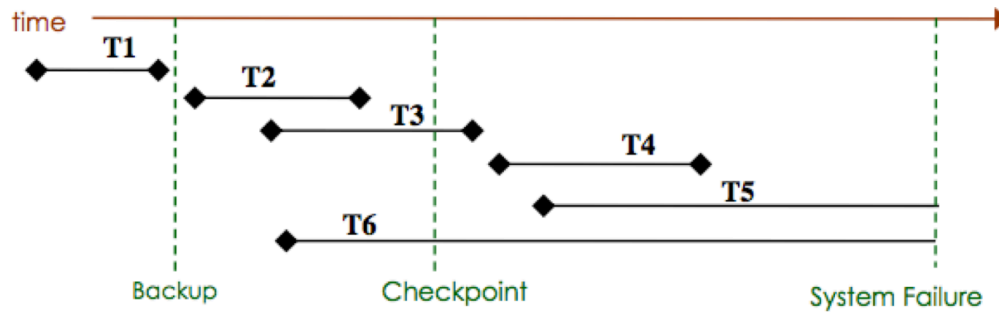 time
T1
T2
T3
T4
T5
T6
Backup
Checkpoint
System Failure